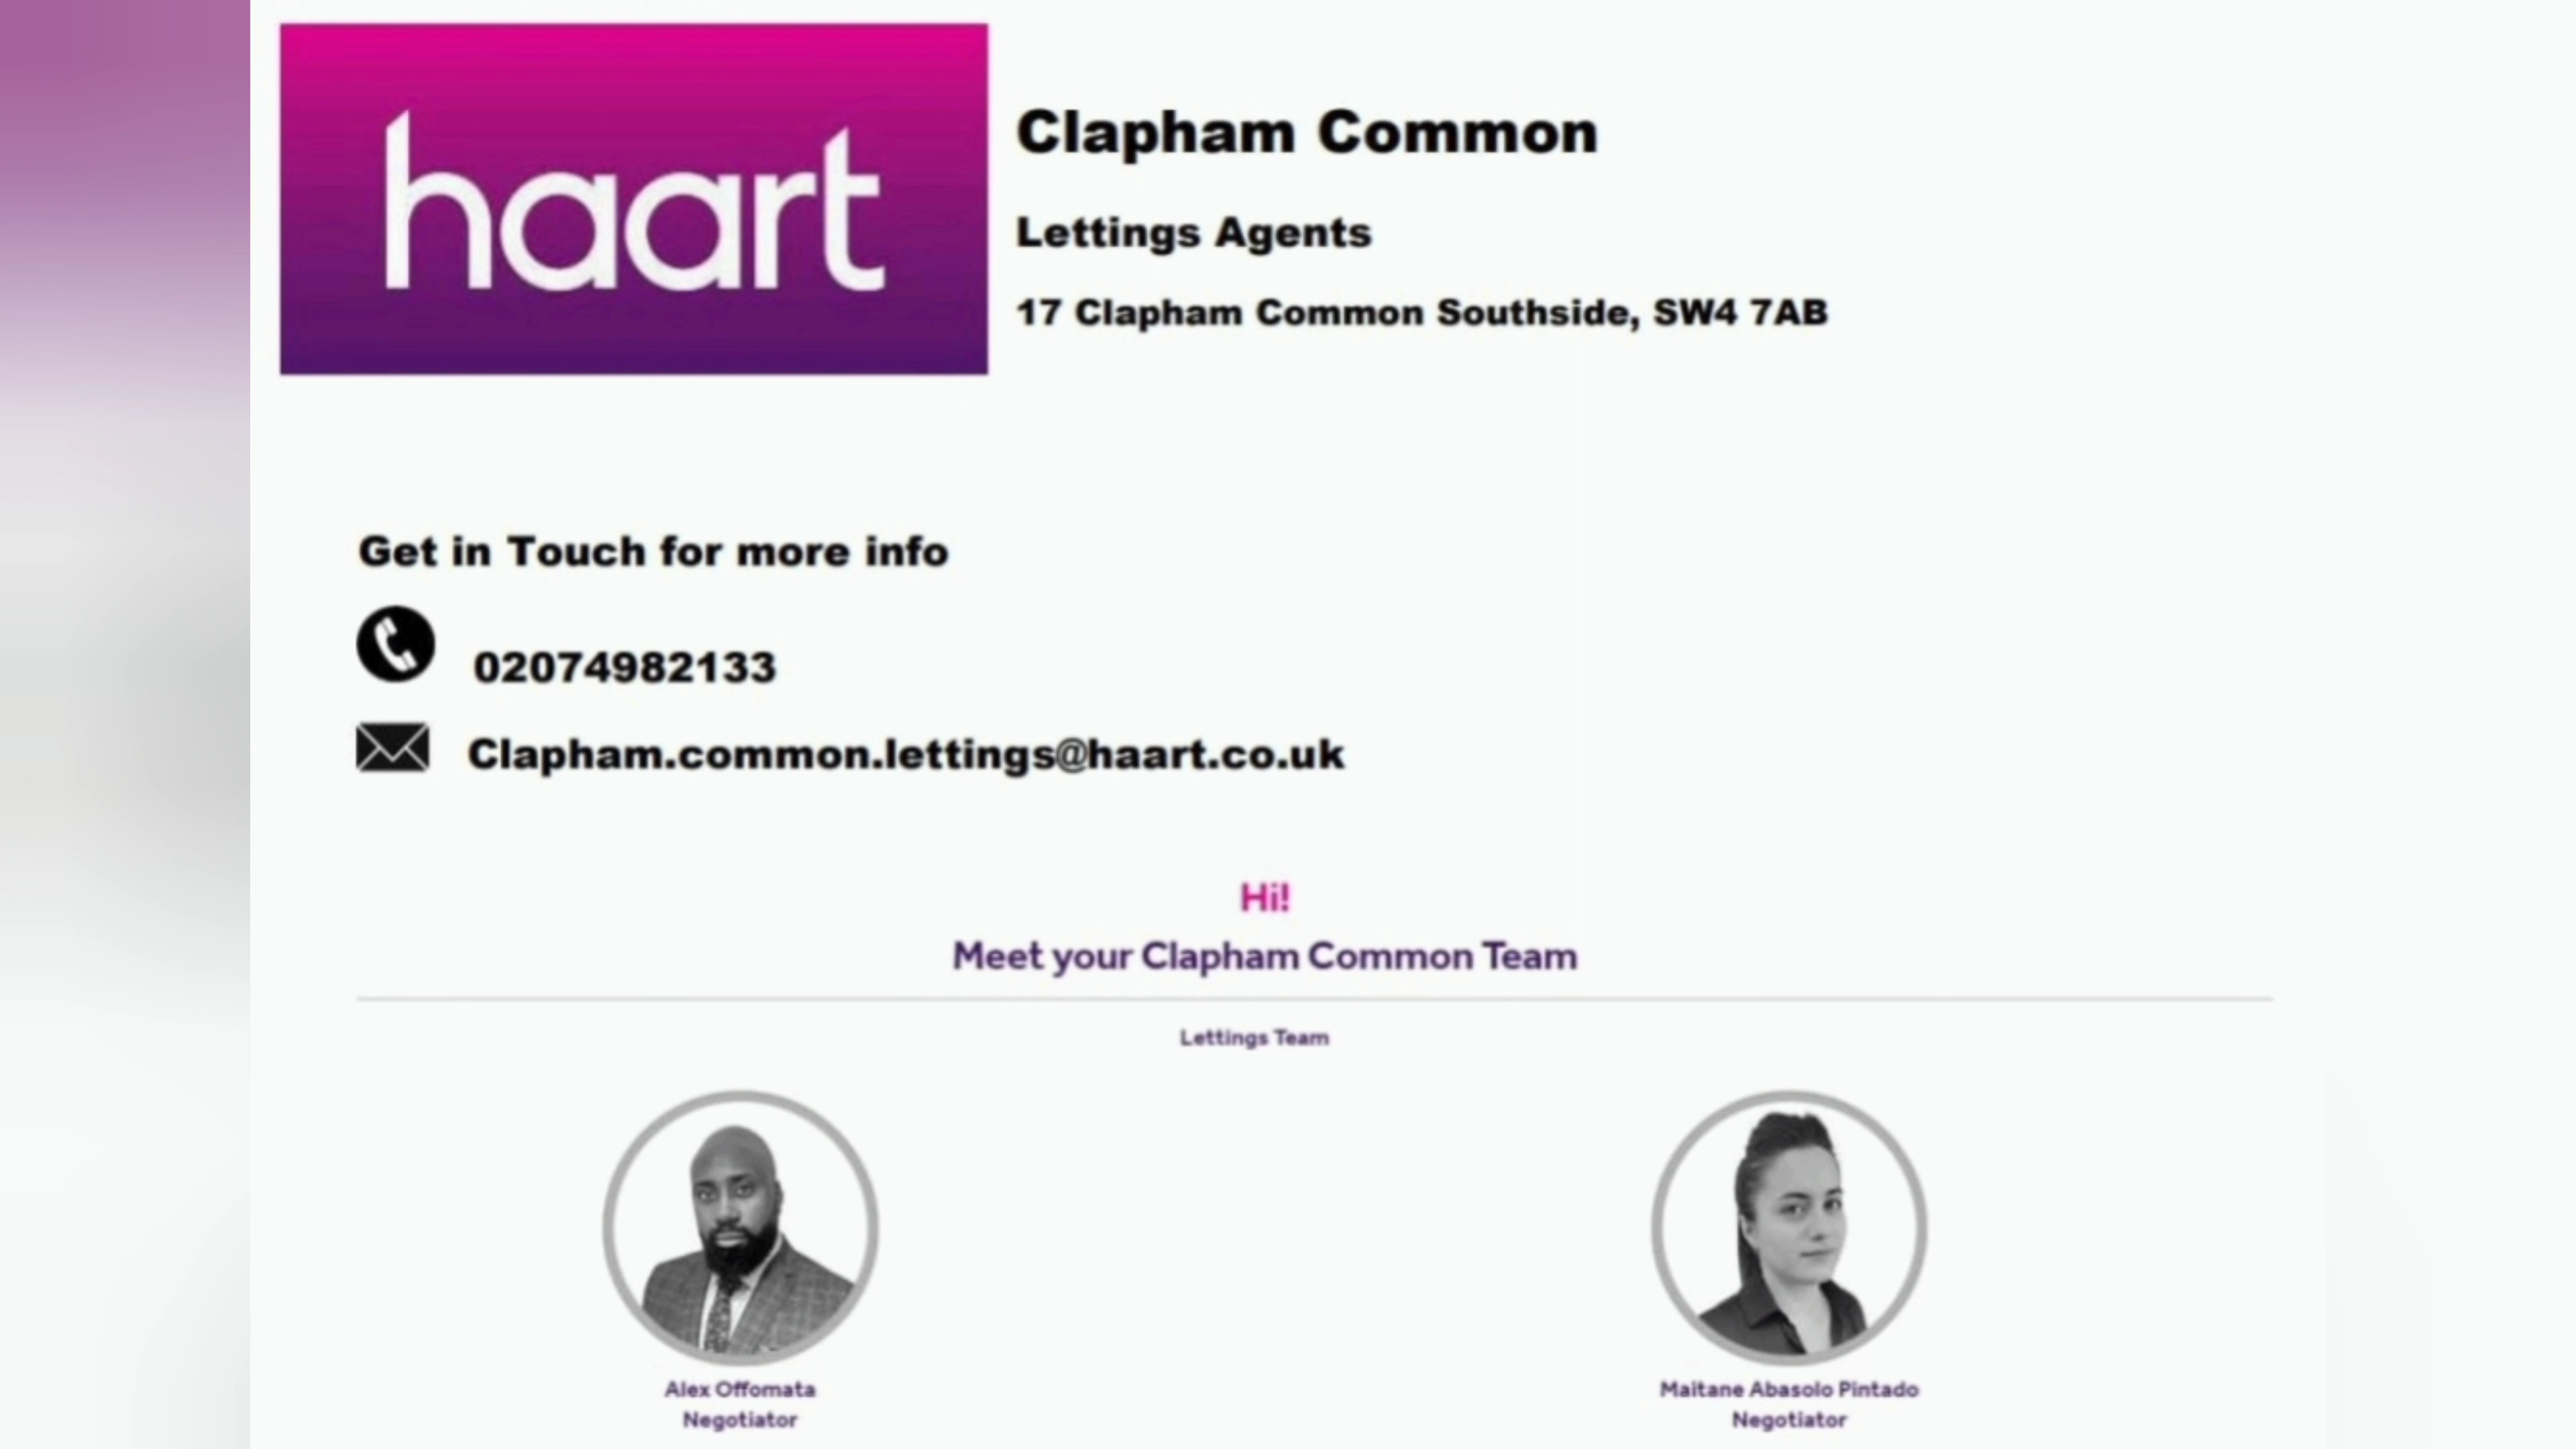 haart
Clapham Common
Lettings Agents
17 Clapham Common Southside, SW4 7AB
Get in Touch for more info
02074982133
Clapham.common.lettings@haart.co.uk
Hi!
Meet your Clapham Common Team
Lettings Team
Alex Offomata
Negotiator
Maitane Abasolo Pintado
Negotiator